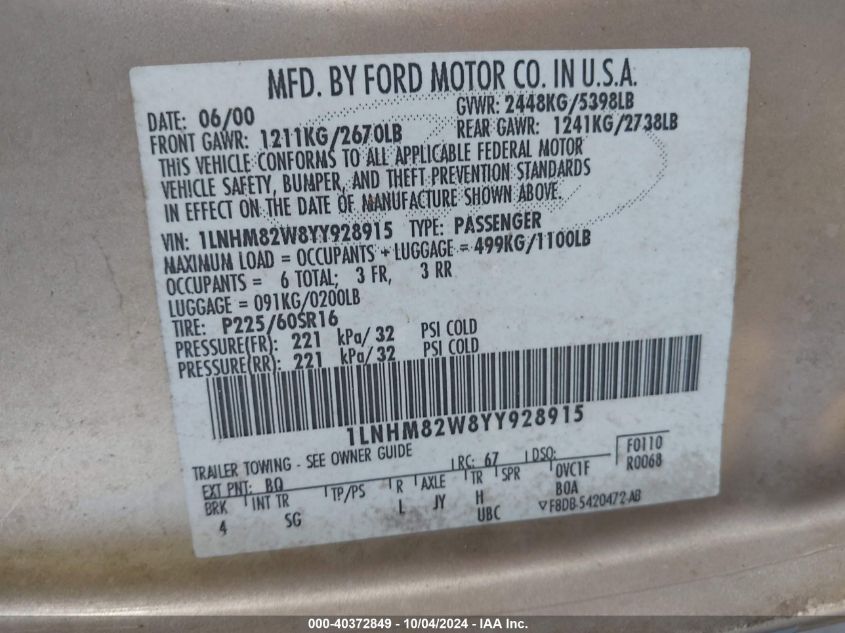 MFD. BY FORD MOTOR CO. IN U.S.A.
DATE: 06/00 GVWR: 2448KG/5398LB
FRONT GAWR: 1211KG/2670LB REAR GAWR: 1241KG/2738LB
THIS VEHICLE CONFORMS TO ALL APPLICABLE FEDERAL MOTOR
VEHICLE SAFETY, BUMPER, AND THEFT PREVENTION STANDARDS
IN EFFECT ON THE DATE OF MANUFACTURE SHOWN ABOVE.
VIN: 1LNHM82W8YY928915 TYPE: PASSENGER
MAXIMUM LOAD = OCCUPANTS + LUGGAGE = 499KG/1100LB
OCCUPANTS = 6 TOTAL; 3 FR, 3 RR
LUGGAGE = 091KG/0200LB
TIRE: P225/60SR16
PRESSURE(FR): 221 kPa/32 PSI COLD
PRESSURE(RR): 221 kPa/32 PSI COLD
1LNHM82W8YY928915
TRAILER TOWING - SEE OWNER GUIDE
RC: 67 DSO: F0110
EXT PNT: BQ R0068
BRK INT TR TP/PS R AXLE TR SPR OVC1F
4 SG L JY H BOA
UBC ▽F8DB-5420472-AB
000-40372849 - 10/04/2024 - IAA Inc.